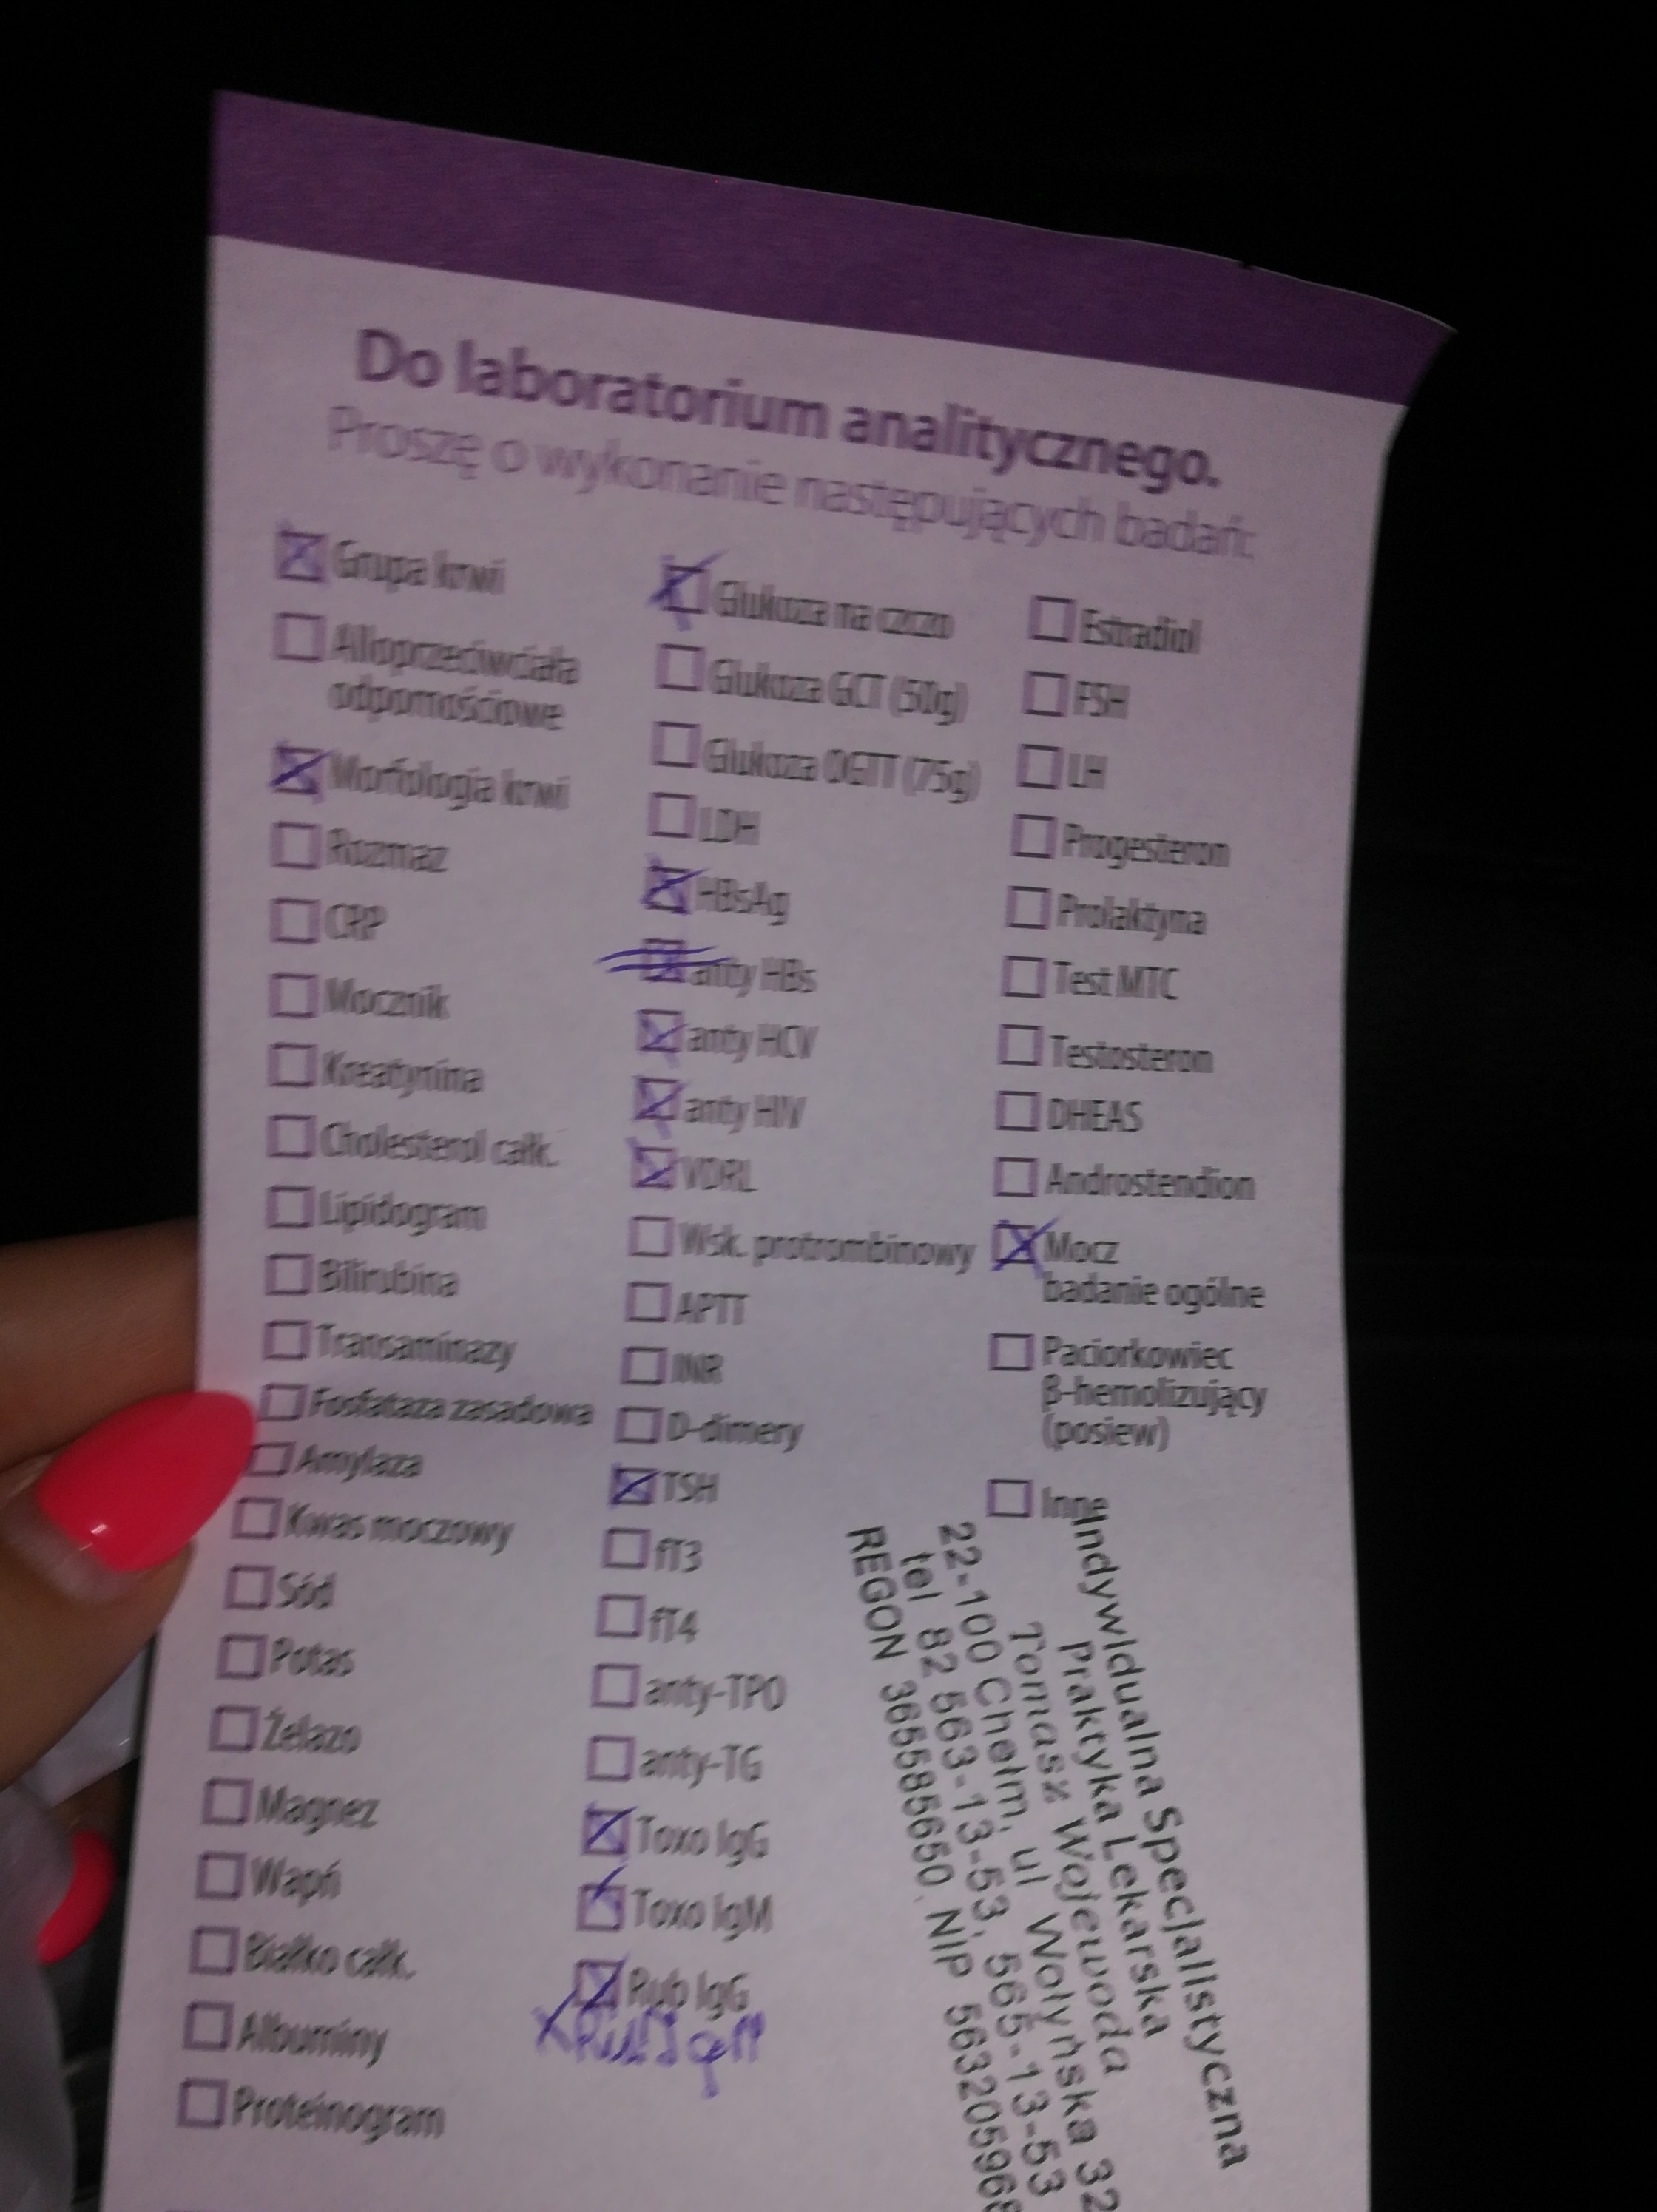 Do laboratorium analitycznego.
Proszę o wykonanie następujących badań:
Grupa krwi
Alloprzeciwciała
odpornościowe
Morfologia krwi
Rozmaz
CRP
Mocznik
Kreatynina
Cholesterol całk.
Lipidogram
Bilirubina
Transaminazy
Fosfataza zasadowa
Amylaza
Kwas moczowy
Sód
Potas
Żelazo
Magnez
Wapń
Białko całk.
Albuminy
Proteinogram
Glukoza na czczo
Glukoza GCT (50g)
Glukoza OGTT (75g)
LDH
HBsAg
anty HBs
anty HCV
anty HIV
VDRL
Wsk. protrombinowy
APTT
INR
D-dimery
TSH
fT3
fT4
anty-TPO
anty-TG
Toxo IgG
Toxo IgM
Rub IgG
Estradiol
FSH
LH
Progesteron
Prolaktyna
Test MTC
Testosteron
DHEAS
Androstendion
Mocz
badanie ogólne
Paciorkowiec
β-hemolizujący
(posiew)
Inne
Indywidualna Specjalistyczna
Praktyka Lekarska
Tomasz Wojewoda
22-100 Chełm, ul. Wołyńska 32
tel 82 563-13-53, 565-13-53
REGON 365585650, NIP 563205968